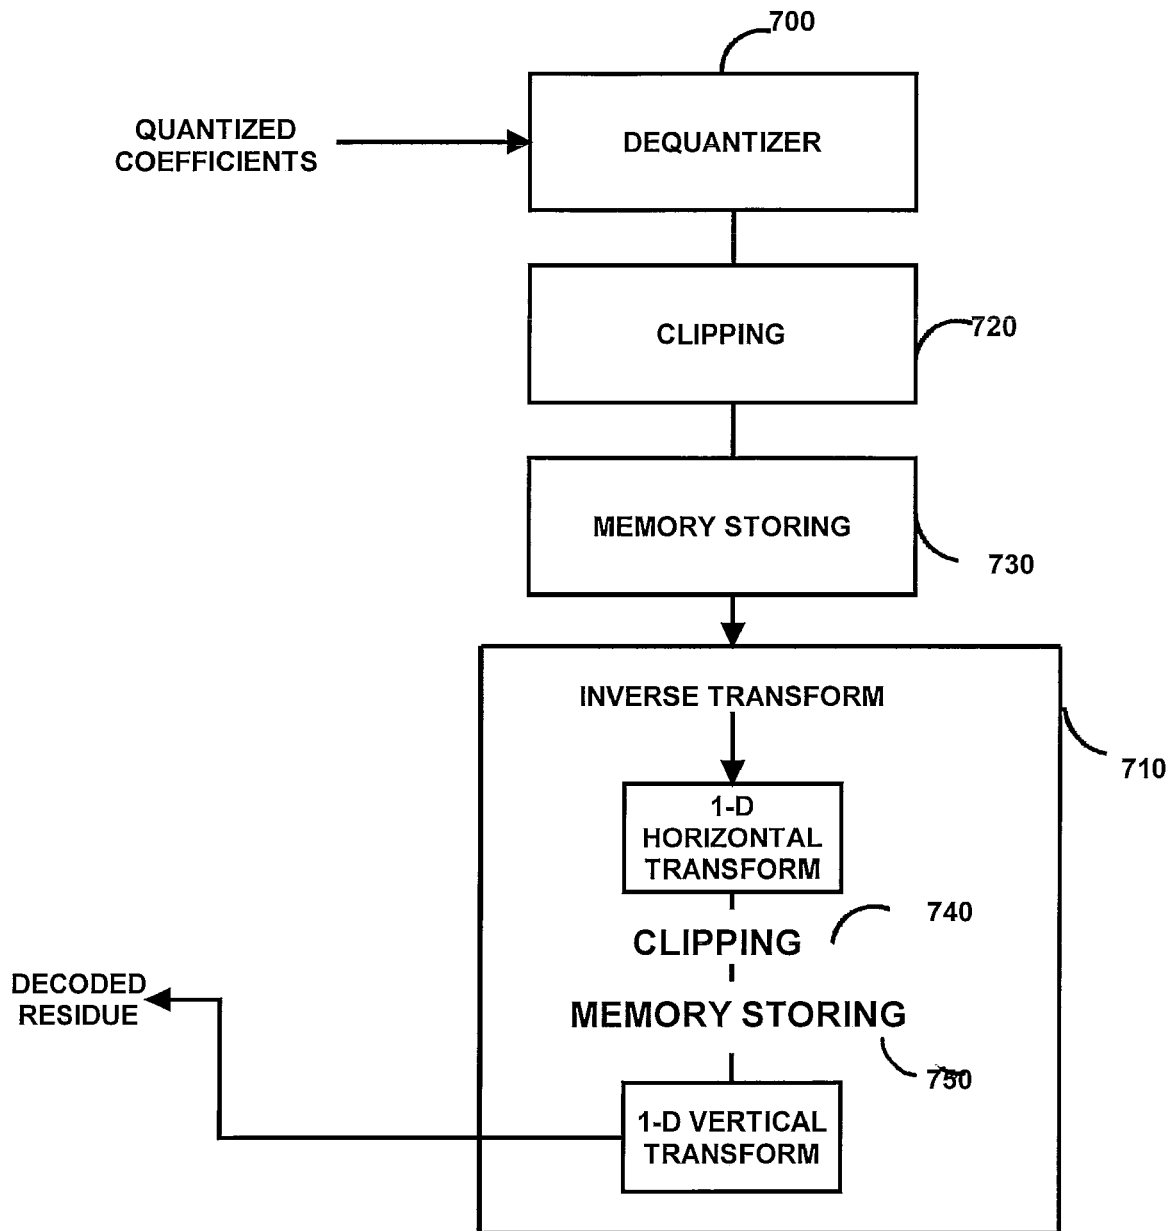 700
QUANTIZED
COEFFICIENTS
DEQUANTIZER
CLIPPING
720
MEMORY STORING
730
INVERSE TRANSFORM
710
1-D
HORIZONTAL
TRANSFORM
740
CLIPPING
DECODED
RESIDUE
MEMORY STORING
750
1-D VERTICAL
TRANSFORM